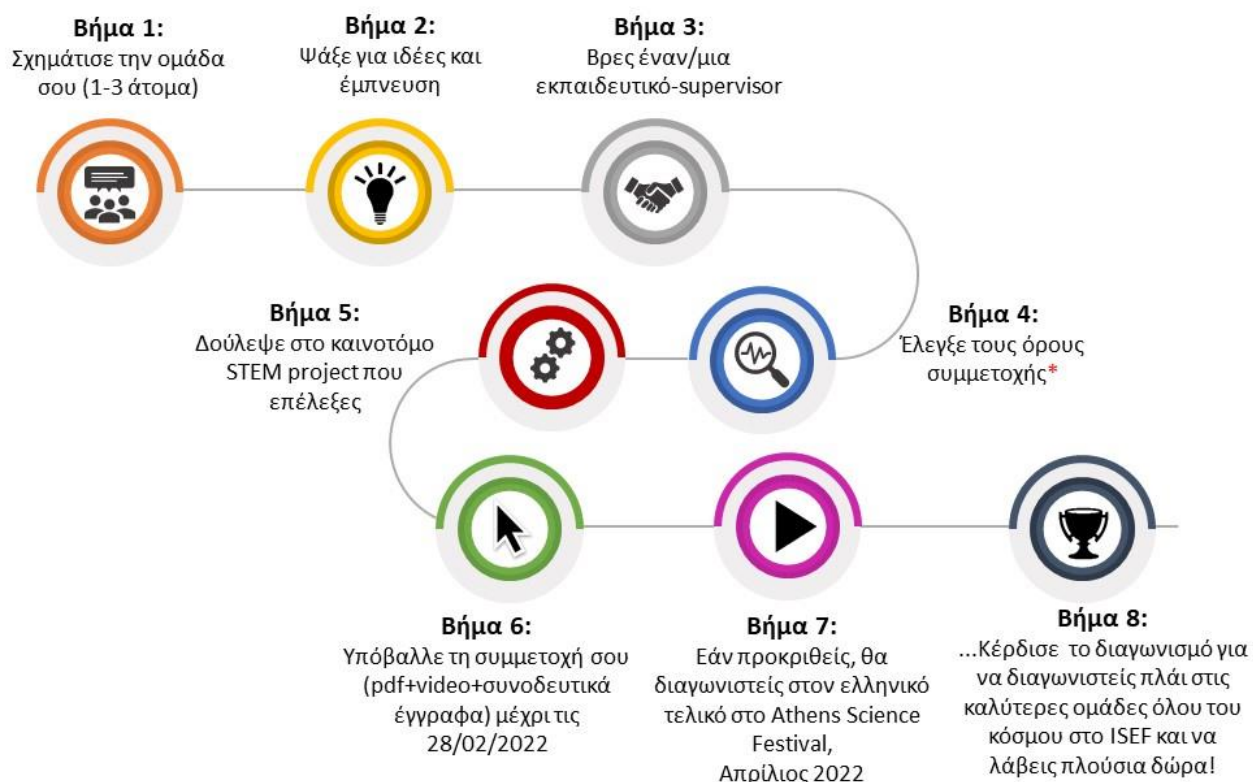 Βήμα 1:
Σχημάτισε την ομάδα
σου (1-3 άτομα)
Βήμα 2:
Ψάξε για ιδέες και
έμπνευση
Βήμα 3:
Βρες έναν/μια
εκπαιδευτικό-supervisor
Βήμα 4:
Έλεγξε τους όρους
συμμετοχής*
Βήμα 5:
Δούλεψε στο καινοτόμο
STEM project που
επέλεξες
Βήμα 6:
Υπόβαλλε τη συμμετοχή σου
(pdf+video+συνοδευτικά
έγγραφα) μέχρι τις
28/02/2022
Βήμα 7:
Εάν προκριθείς, θα
διαγωνιστείς στον ελληνικό
τελικό στο Athens Science
Festival,
Απρίλιος 2022
Βήμα 8:
...Κέρδισε το διαγωνισμό για
να διαγωνιστείς πλάι στις
καλύτερες ομάδες όλου του
κόσμου στο ISEF και να
λάβεις πλούσια δώρα!